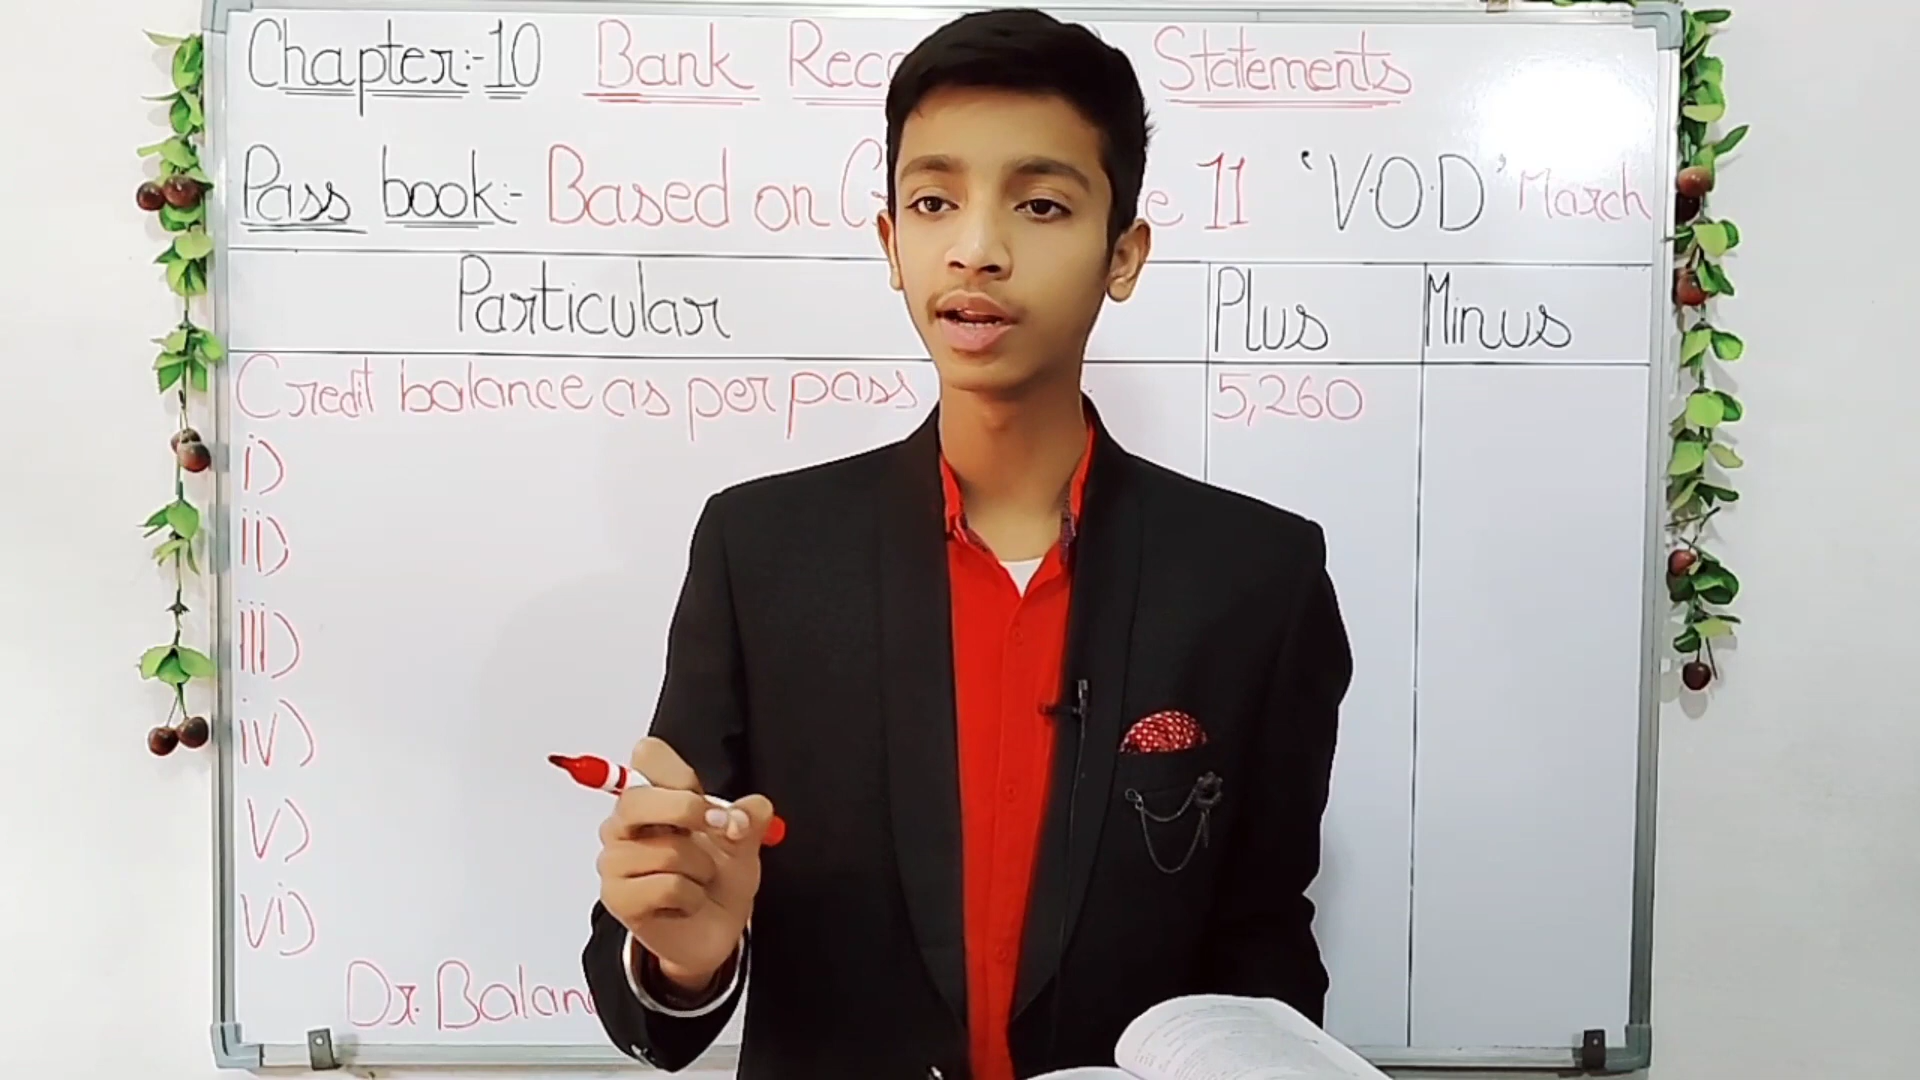 Chapter:-10 Bank Statements
Pass book:- Based on 11 'V.O.D' March
Particular Plus Minus
Credit balance as per pass 5,260
i)
ii)
iii)
iv)
v)
vi)
Dr. Balan